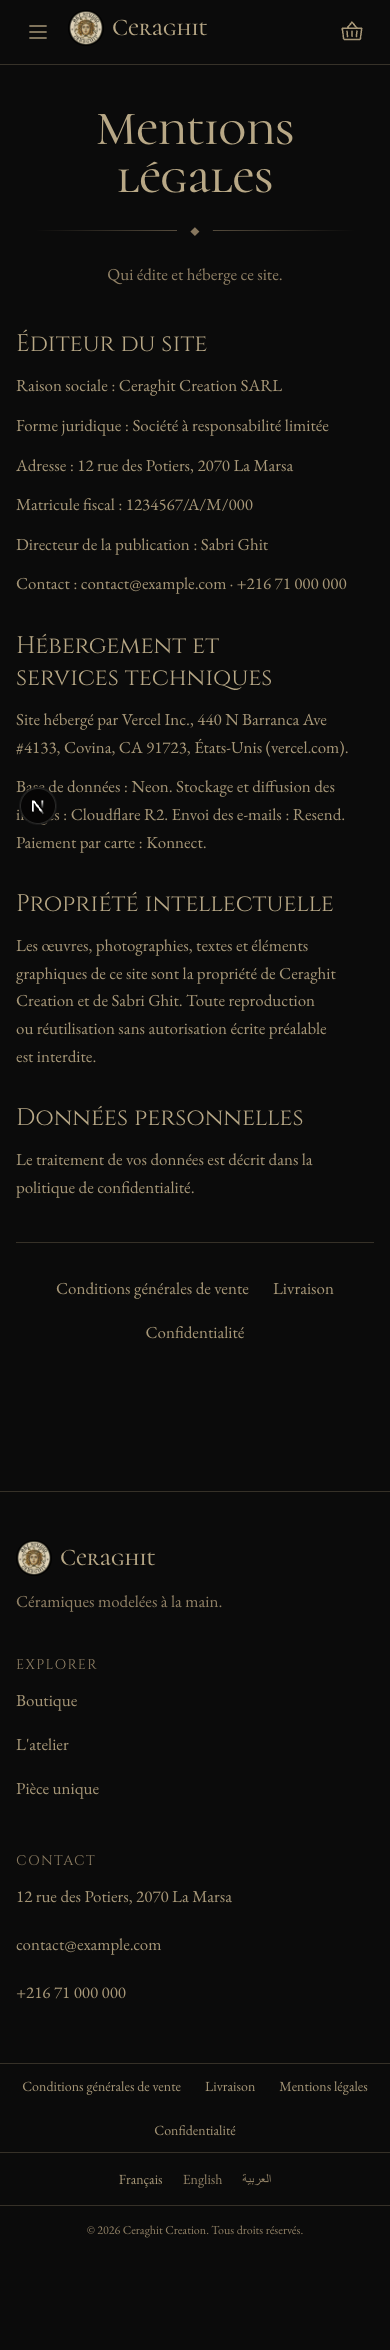 Ceraghit
Mentions
légales
Qui édite et héberge ce site.
Éditeur du site
Raison sociale : Ceraghit Creation SARL
Forme juridique : Société à responsabilité limitée
Adresse : 12 rue des Potiers, 2070 La Marsa
Matricule fiscal : 1234567/A/M/000
Directeur de la publication : Sabri Ghit
Contact : contact@example.com · +216 71 000 000
Hébergement et
services techniques
Site hébergé par Vercel Inc., 440 N Barranca Ave
#4133, Covina, CA 91723, États-Unis (vercel.com).
de données : Neon. Stockage et diffusion des
N
: Cloudflare R2. Envoi des e-mails : Resend.
Paiement par carte : Konnect.
Propriété intellectuelle
Les œuvres, photographies, textes et éléments
graphiques de ce site sont la propriété de Ceraghit
Creation et de Sabri Ghit. Toute reproduction
ou réutilisation sans autorisation écrite préalable
est interdite.
Données personnelles
Le traitement de vos données est décrit dans la
politique de confidentialité.
Conditions générales de vente Livraison
Confidentialité
Ceraghit
Céramiques modelées à la main.
EXPLORER
Boutique
L'atelier
Pièce unique
CONTACT
12 rue des Potiers, 2070 La Marsa
contact@example.com
+216 71 000 000
Conditions générales de vente Livraison Mentions légales
Confidentialité
Français English العربية
© 2026 Ceraghit Creation. Tous droits réservés.